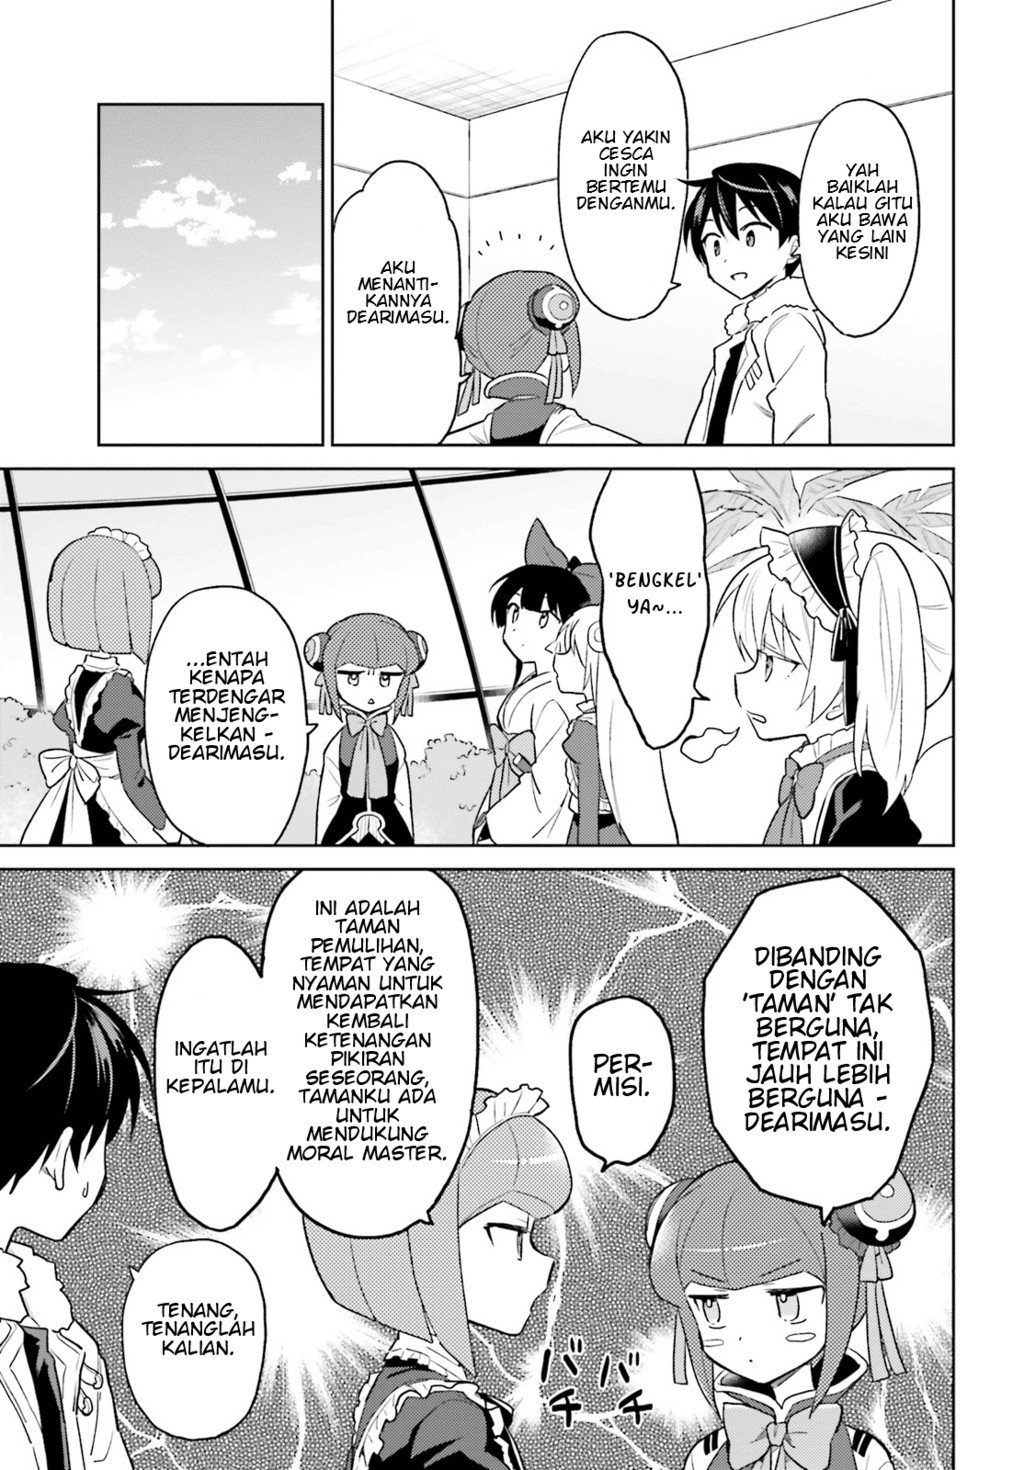 YAH
BAIKLAH
KALAU GITU
AKU BAWA
YANG LAIN
KESINI
AKU YAKIN
CESCA
INGIN
BERTEMU
DENGANMU.
AKU
MENANTI-
KANNYA
DEARIMASU.
'BENGKEL'
YA~...
...ENTAH
KENAPA
TERDENGAR
MENJENG-
KELKAN -
DEARIMASU.
DIBANDING
DENGAN
'TAMAN' TAK
BERGUNA,
TEMPAT INI
JAUH LEBIH
BERGUNA -
DEARIMASU.
PER-
MISI.
INI ADALAH
TAMAN
PEMULIHAN,
TEMPAT YANG
NYAMAN UNTUK
MENDAPATKAN
KEMBALI
KETENANGAN
PIKIRAN
SESEORANG,
TAMANKU ADA
UNTUK
MENDUKUNG
MORAL MASTER.
INGATLAH
ITU DI
KEPALAMU.
TENANG,
TENANGLAH
KALIAN.
バチ
バチ